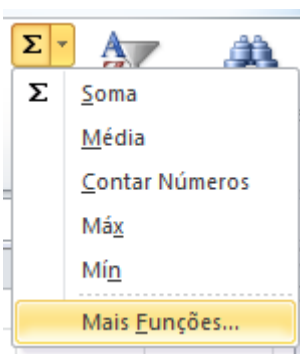 Σ
Σ Soma
Média
Contar Números
Máx
Mín
Mais Funções...